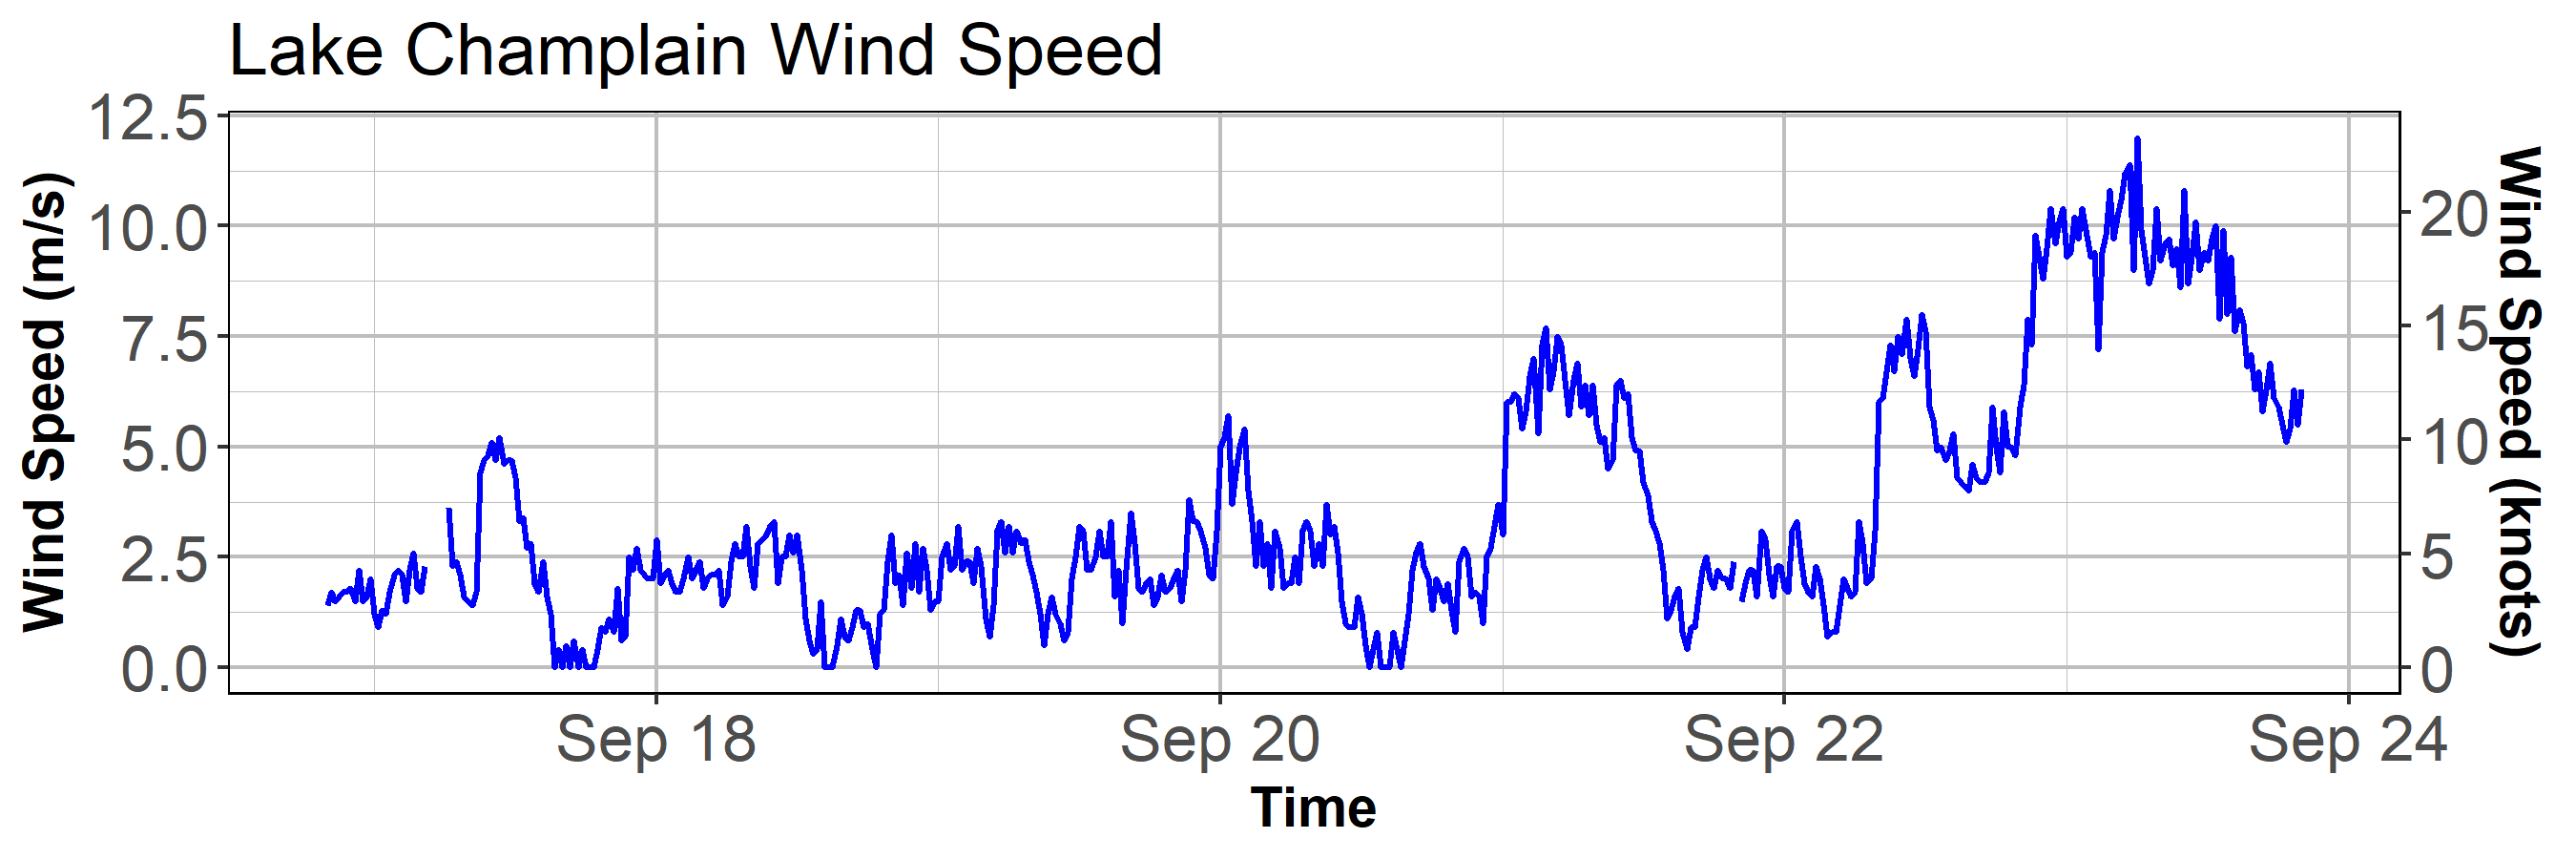 Lake Champlain Wind Speed
Wind Speed (m/s)
12.5
10.0
7.5
5.0
2.5
0.0
20
15
10
5
0
Wind Speed (knots)
Sep 18 Sep 20 Sep 22 Sep 24
Time